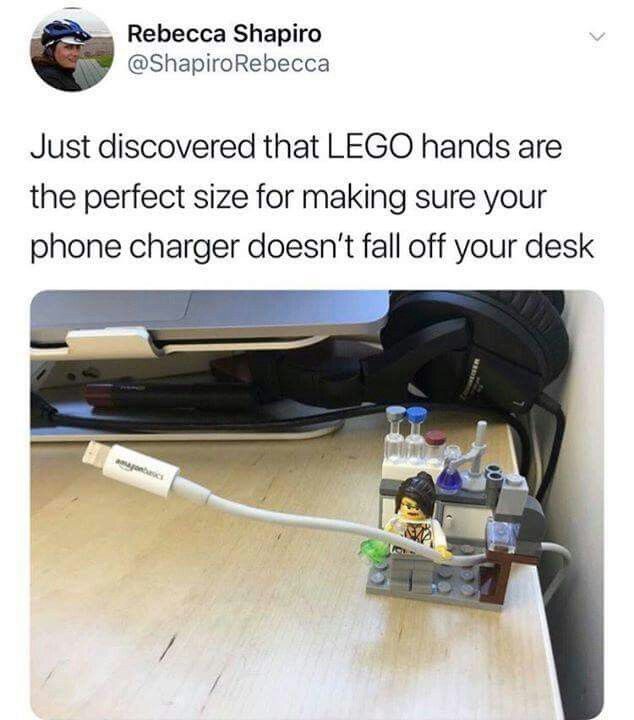 Rebecca Shapiro
@ShapiroRebecca
Just discovered that LEGO hands are
the perfect size for making sure your
phone charger doesn't fall off your desk
amazonbasics